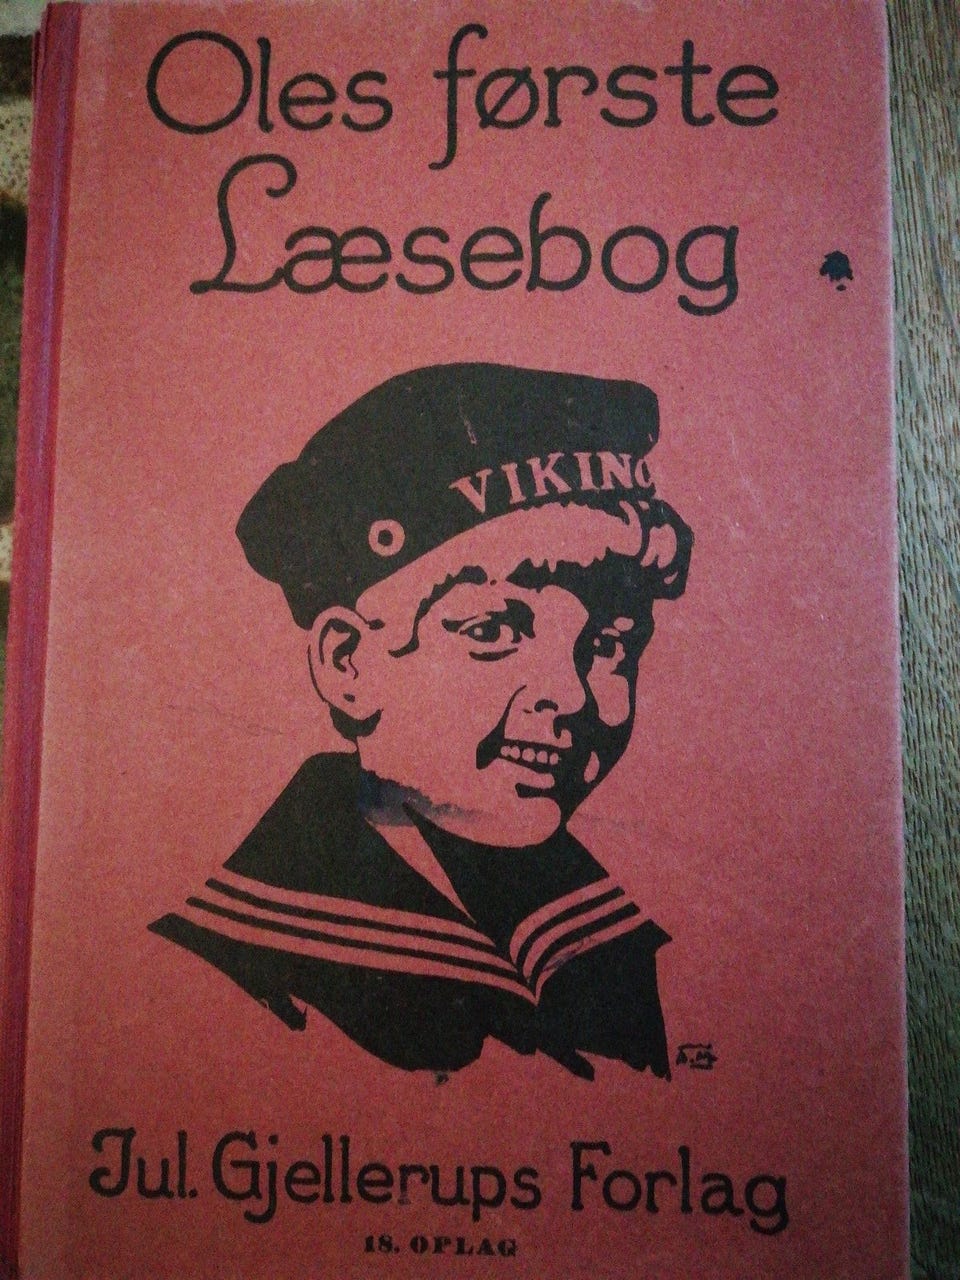 Oles første
Læsebog
VIKING
Jul. Gjellerups Forlag
18. OPLAG